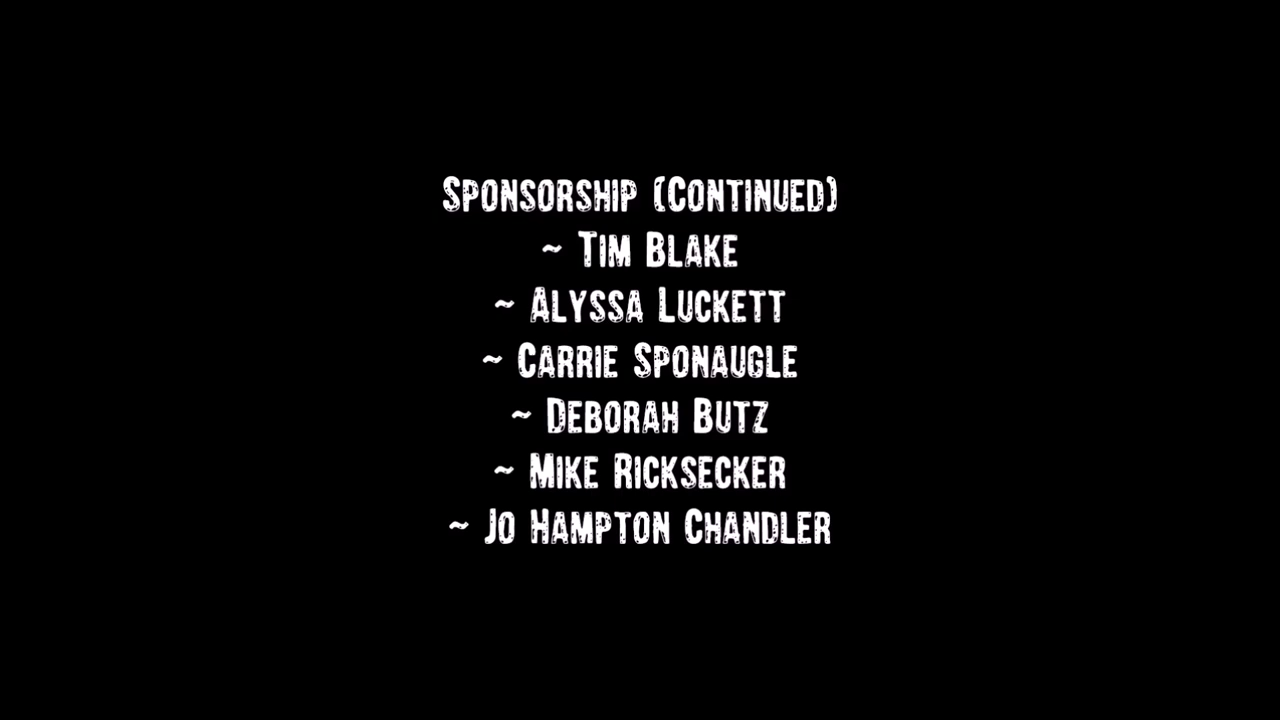 Sponsorship (Continued)
~ Tim Blake
~ Alyssa Luckett
~ Carrie Sponaugle
~ Deborah Butz
~ Mike Ricksecker
~ Jo Hampton Chandler